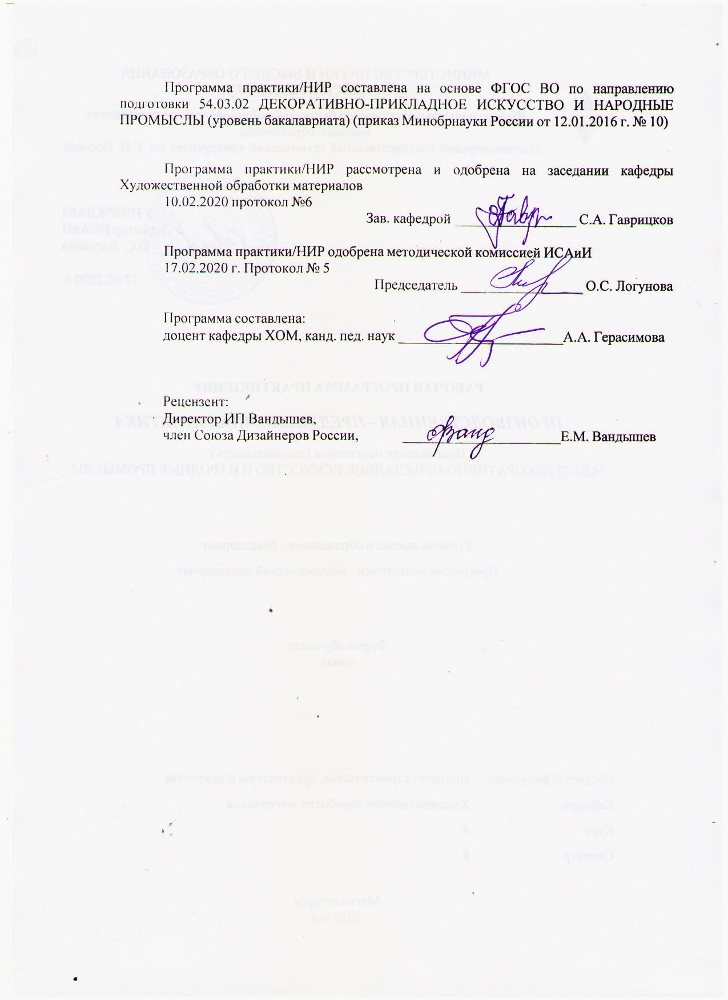 Программа практики/НИР составлена на основе ФГОС ВО по направлению
подготовки 54.03.02 ДЕКОРАТИВНО-ПРИКЛАДНОЕ ИСКУССТВО И НАРОДНЫЕ
ПРОМЫСЛЫ (уровень бакалавриата) (приказ Минобрнауки России от 12.01.2016 г. № 10)
Программа практики/НИР рассмотрена и одобрена на заседании кафедры
Художественной обработки материалов
10.02.2020 протокол №6
Зав. кафедрой ________________ С.А. Гаврицков
Программа практики/НИР одобрена методической комиссией ИСАиИ
17.02.2020 г. Протокол № 5
Председатель ________________ О.С. Логунова
Программа составлена:
доцент кафедры ХОМ, канд. пед. наук ______________________А.А. Герасимова
Рецензент:
Директор ИП Вандышев,
член Союза Дизайнеров России, _____________________Е.М. Вандышев